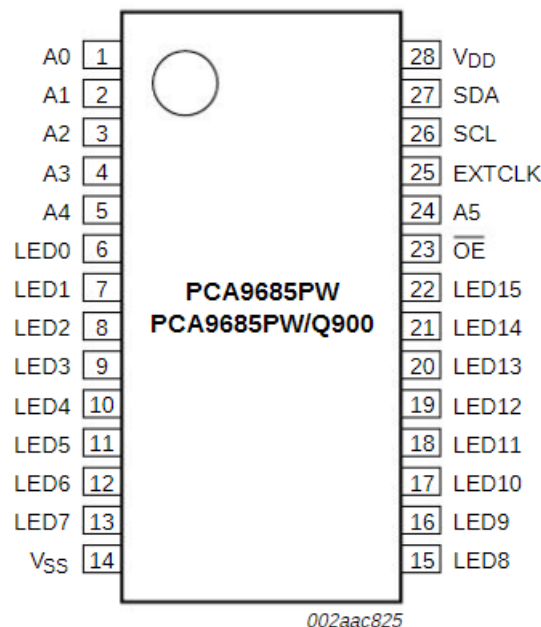 A0 1 28 VDD
A1 2 27 SDA
A2 3 26 SCL
A3 4 25 EXTCLK
A4 5 24 A5
LED0 6 23 O̅E̅
LED1 7 22 LED15
PCA9685PW
LED2 8 21 LED14
PCA9685PW/Q900
LED3 9 20 LED13
LED4 10 19 LED12
LED5 11 18 LED11
LED6 12 17 LED10
LED7 13 16 LED9
VSS 14 15 LED8
002aac825